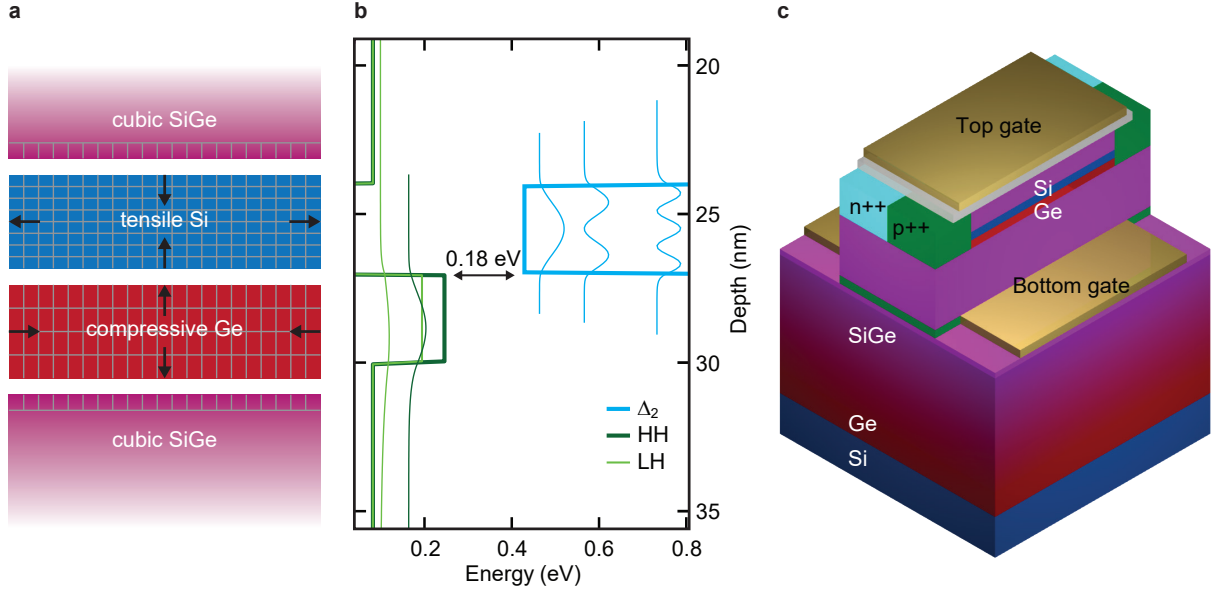 a
cubic SiGe
tensile Si
compressive Ge
cubic SiGe
b
0.18 eV
Δ₂
HH
LH
0.2
0.4
0.6
0.8
Energy (eV)
20
25
30
35
Depth (nm)
c
Top gate
n++
p++
Si
Ge
Bottom gate
SiGe
Ge
Si